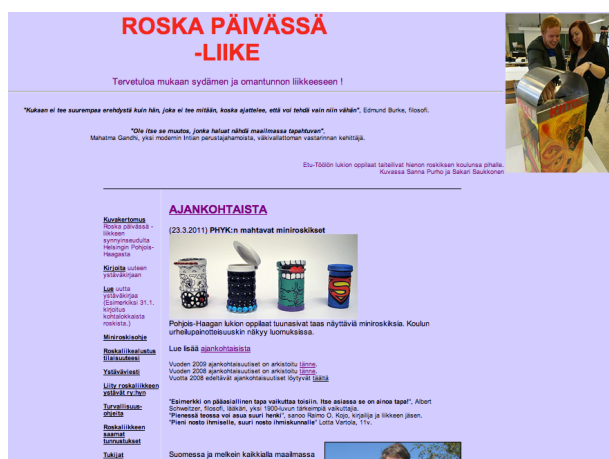 ROSKA PÄIVÄSSÄ
-LIIKE
Tervetuloa mukaan sydämen ja omantunnon liikkeeseen !
"Kukaan ei tee suurempaa erehdystä kuin hän, joka ei tee mitään, koska ajattelee, että voi tehdä vain niin vähän", Edmund Burke, filosofi.
"Ole itse se muutos, jonka haluat nähdä maailmassa tapahtuvan",
Mahatma Gandhi, yksi modernin Intian perustajahamoista, väkivallattoman vastarinnan kehittäjä.
Etu-Töölön lukion oppilaat taiteilivat hienon roskiksen koulunsa pihalle.
Kuvassa Sanna Purho ja Sakari Saukkonen
Kuvakertomus
Roska päivässä -
liikkeen
synnyinseudulta
Helsingin Pohjois-
Haagasta
Kirjoita uuteen
ystäväkirjaan
Lue uutta
ystäväkirjaa
(Esimerkiksi 31.1.
kirjoitus
kohtalokkaista
roskista.)
Miniroskisohje
Roskaliikealustus
tilaisuuteesi
Ystäväviesti
Liity roskaliikkeen
ystävät ry:hyn
Turvallisuus-
ohjeita
Roskaliikkeen
saamat
tunnustukset
Tukijat
AJANKOHTAISTA
(23.3.2011) PHYK:n mahtavat miniroskikset
Pohjois-Haagan lukion oppilaat tuunasivat taas näyttäviä miniroskiksia. Koulun
urheilupainotteisuuskin näkyy luomuksissa.
Lue lisää ajankohtaisista
Vuoden 2009 ajankohtaisuutiset on arkistoitu tänne.
Vuoden 2008 ajankohtaisuutiset on arkistoitu tänne.
Vuotta 2008 edeltävät ajankohtaisuutiset löytyvät täältä
"Esimerkki on pääasiallinen tapa vaikuttaa toisiin. Itse asiassa se on ainoa tapa!", Albert
Schweitzer, filosofi, lääkäri, yksi 1900-luvun tärkeimpiä vaikuttajia.
"Pienessä teossa voi asua suuri henki", sanoo Raimo O. Kojo, kirjailija ja liikkeen jäsen.
"Pieni nosto ihmiselle, suuri nosto ihmiskunnalle" Lotta Vartola, 11v.
Suomessa ja melkein kaikkialla maailmassa